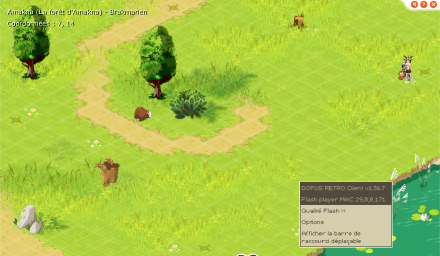 Amakna (La forêt d'Amakna) - Brakmarien
Coordonnées : 7, 14
DOFUS RETRO Client v1.36.7
Flash player MAC 29,0,0,171
Qualité Flash >>
Options
Afficher la barre de
raccourci déplaçable